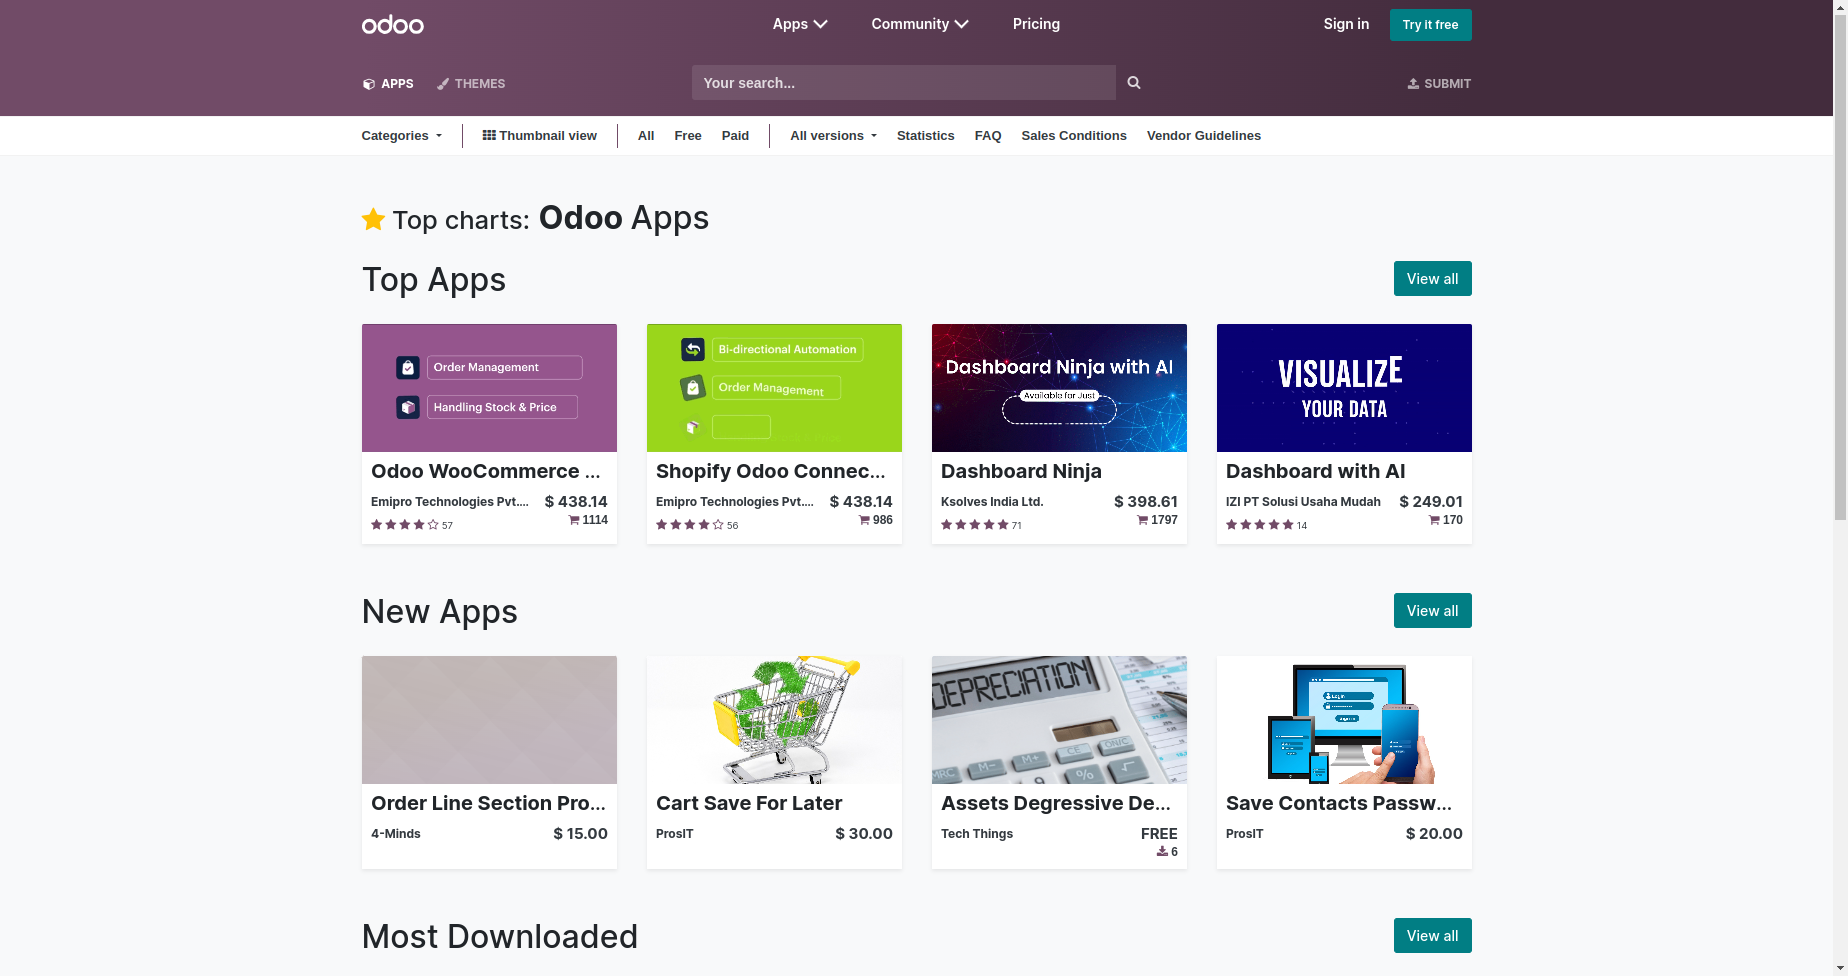 odoo
Apps
Community
Pricing
Sign in
Try it free
APPS
THEMES
Your search...
SUBMIT
Categories
Thumbnail view
All
Free
Paid
All versions
Statistics
FAQ
Sales Conditions
Vendor Guidelines
Top charts: Odoo Apps
Top Apps
View all
Order Management
Handling Stock & Price
Odoo WooCommerce ...
Emipro Technologies Pvt....
$ 438.14
57
1114
Bi-directional Automation
Order Management
Shopify Odoo Connec...
Emipro Technologies Pvt....
$ 438.14
56
986
Dashboard Ninja with AI
Available for Just
Dashboard Ninja
Ksolves India Ltd.
$ 398.61
71
1797
VISUALIZE
YOUR DATA
Dashboard with AI
IZI PT Solusi Usaha Mudah
$ 249.01
14
170
New Apps
View all
Order Line Section Pro...
4-Minds
$ 15.00
Cart Save For Later
ProsIT
$ 30.00
DEPRECIATION
CE
ON/C
MRC
M-
M+
9
%
√
Assets Degressive De...
Tech Things
FREE
6
Login
Save Contacts Passw...
ProsIT
$ 20.00
Most Downloaded
View all